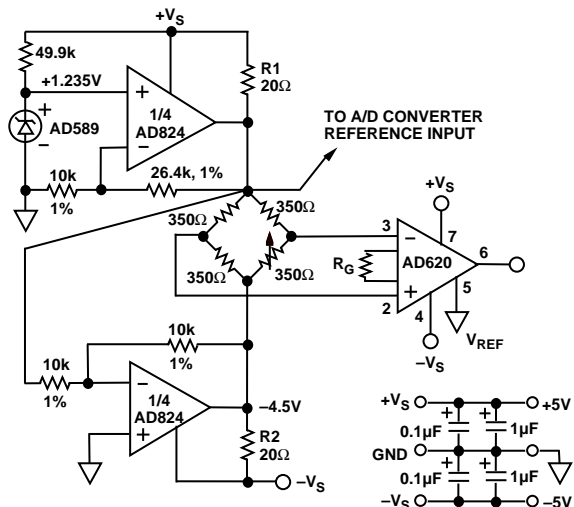 +VS
49.9k
+1.235V
R1
20Ω
+
AD589
−
+
1/4
AD824
−
TO A/D CONVERTER
REFERENCE INPUT
10k
1%
26.4k, 1%
350Ω
350Ω
350Ω
350Ω
+VS
3
−
7
6
RG
AD620
+
5
2
4
VREF
−VS
10k
1%
10k
1%
−
1/4
AD824
+
−4.5V
R2
20Ω
−VS
+VS
+
+
+5V
0.1µF
1µF
GND
+
+
0.1µF
1µF
−VS
−5V